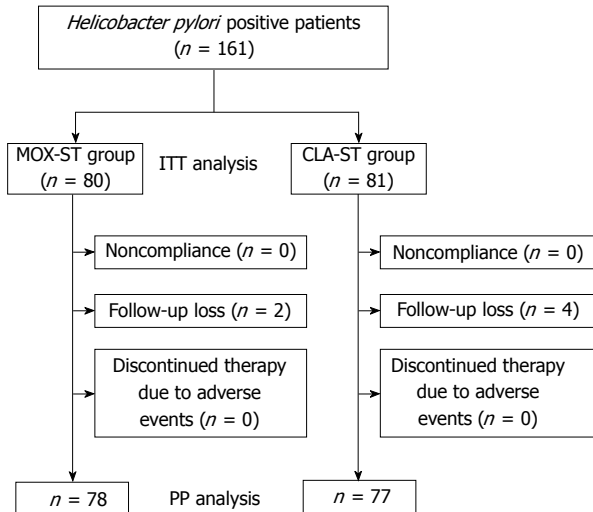 Helicobacter pylori positive patients
(n = 161)
MOX-ST group
(n = 80)
ITT analysis
CLA-ST group
(n = 81)
Noncompliance (n = 0)
Follow-up loss (n = 2)
Discontinued therapy
due to adverse
events (n = 0)
Noncompliance (n = 0)
Follow-up loss (n = 4)
Discontinued therapy
due to adverse
events (n = 0)
n = 78
PP analysis
n = 77